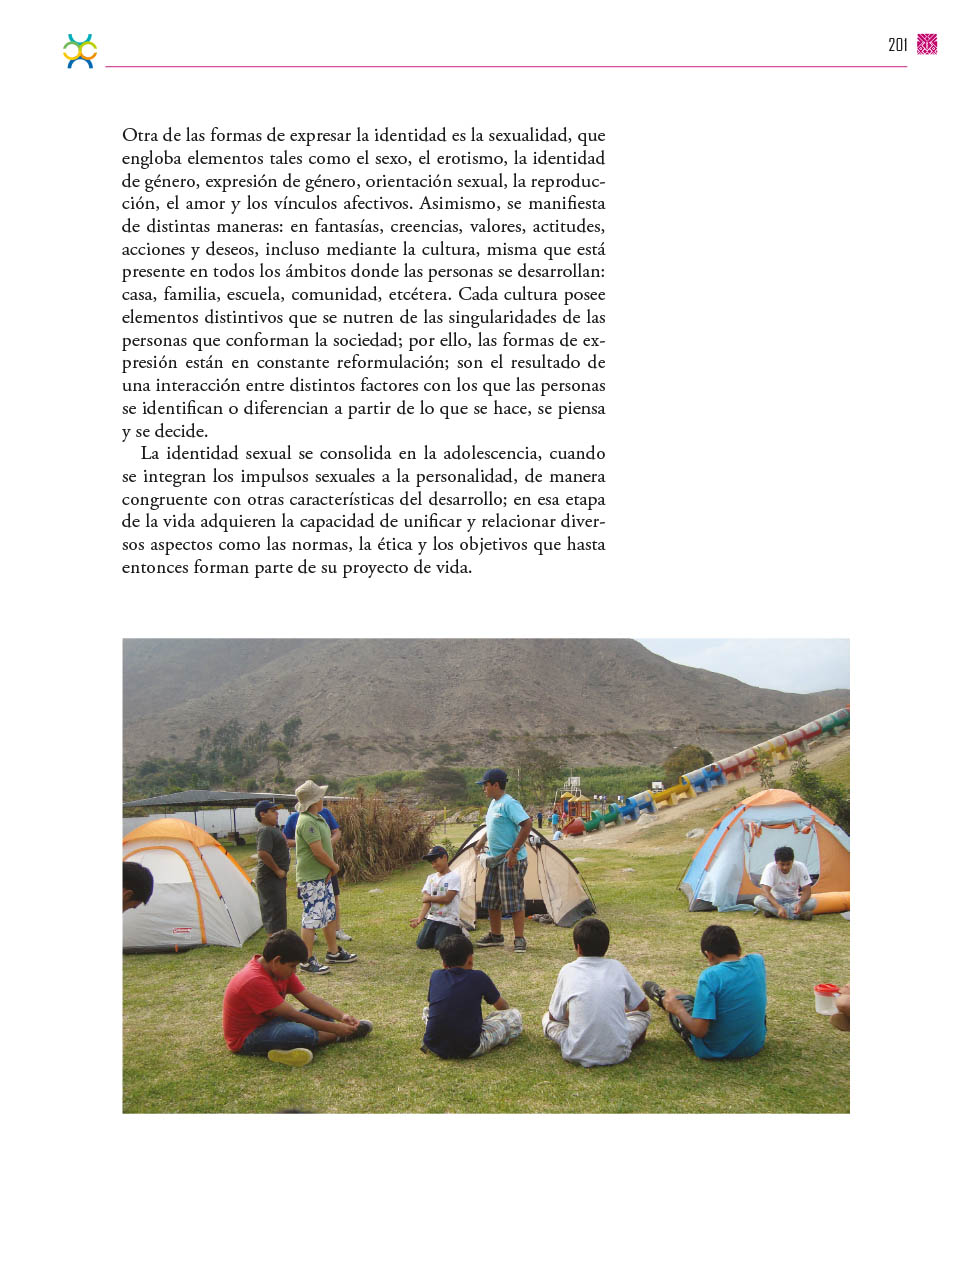 201
Otra de las formas de expresar la identidad es la sexualidad, que
engloba elementos tales como el sexo, el erotismo, la identidad
de género, expresión de género, orientación sexual, la reproduc-
ción, el amor y los vínculos afectivos. Asimismo, se manifiesta
de distintas maneras: en fantasías, creencias, valores, actitudes,
acciones y deseos, incluso mediante la cultura, misma que está
presente en todos los ámbitos donde las personas se desarrollan:
casa, familia, escuela, comunidad, etcétera. Cada cultura posee
elementos distintivos que se nutren de las singularidades de las
personas que conforman la sociedad; por ello, las formas de ex-
presión están en constante reformulación; son el resultado de
una interacción entre distintos factores con los que las personas
se identifican o diferencian a partir de lo que se hace, se piensa
y se decide.
La identidad sexual se consolida en la adolescencia, cuando
se integran los impulsos sexuales a la personalidad, de manera
congruente con otras características del desarrollo; en esa etapa
de la vida adquieren la capacidad de unificar y relacionar diver-
sos aspectos como las normas, la ética y los objetivos que hasta
entonces forman parte de su proyecto de vida.